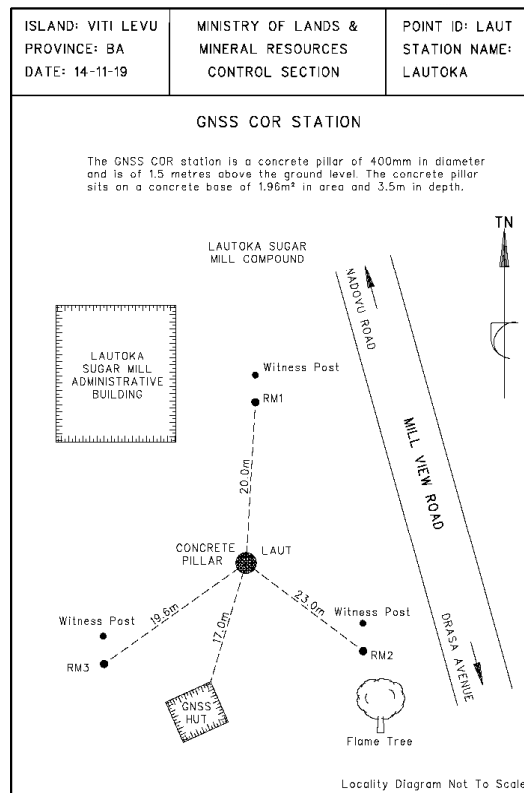 ISLAND: VITI LEVU
PROVINCE: BA
DATE: 14-11-19
MINISTRY OF LANDS &
MINERAL RESOURCES
CONTROL SECTION
POINT ID: LAUT
STATION NAME:
LAUTOKA
GNSS COR STATION
The GNSS COR station is a concrete pillar of 400mm in diameter
and is of 1.5 metres above the ground level. The concrete pillar
sits on a concrete base of 1.96m² in area and 3.5m in depth.
TN
LAUTOKA SUGAR
MILL COMPOUND
NADOVU ROAD
LAUTOKA
SUGAR MILL
ADMINISTRATIVE
BUILDING
Witness Post
RM1
MILL VIEW ROAD
20.0m
CONCRETE
PILLAR
LAUT
19.6m
17.0m
23.0m
Witness Post
Witness Post
RM3
RM2
DRASA AVENUE
GNSS
HUT
Flame Tree
Locality Diagram Not To Scale